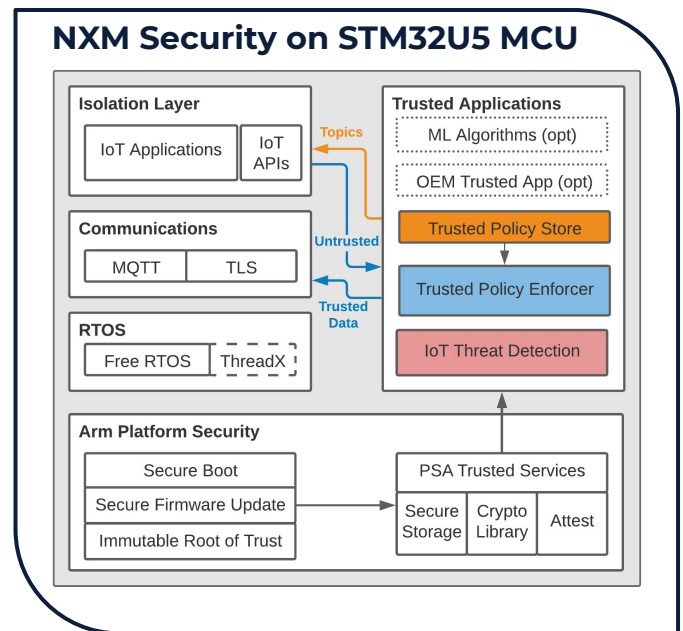 NXM Security on STM32U5 MCU
Isolation Layer
IoT Applications
IoT
APIs
Topics
Trusted Applications
ML Algorithms (opt)
OEM Trusted App (opt)
Trusted Policy Store
Trusted Policy Enforcer
IoT Threat Detection
Communications
MQTT
TLS
Untrusted
Trusted
Data
RTOS
Free RTOS
ThreadX
Arm Platform Security
Secure Boot
Secure Firmware Update
Immutable Root of Trust
PSA Trusted Services
Secure
Storage
Crypto
Library
Attest